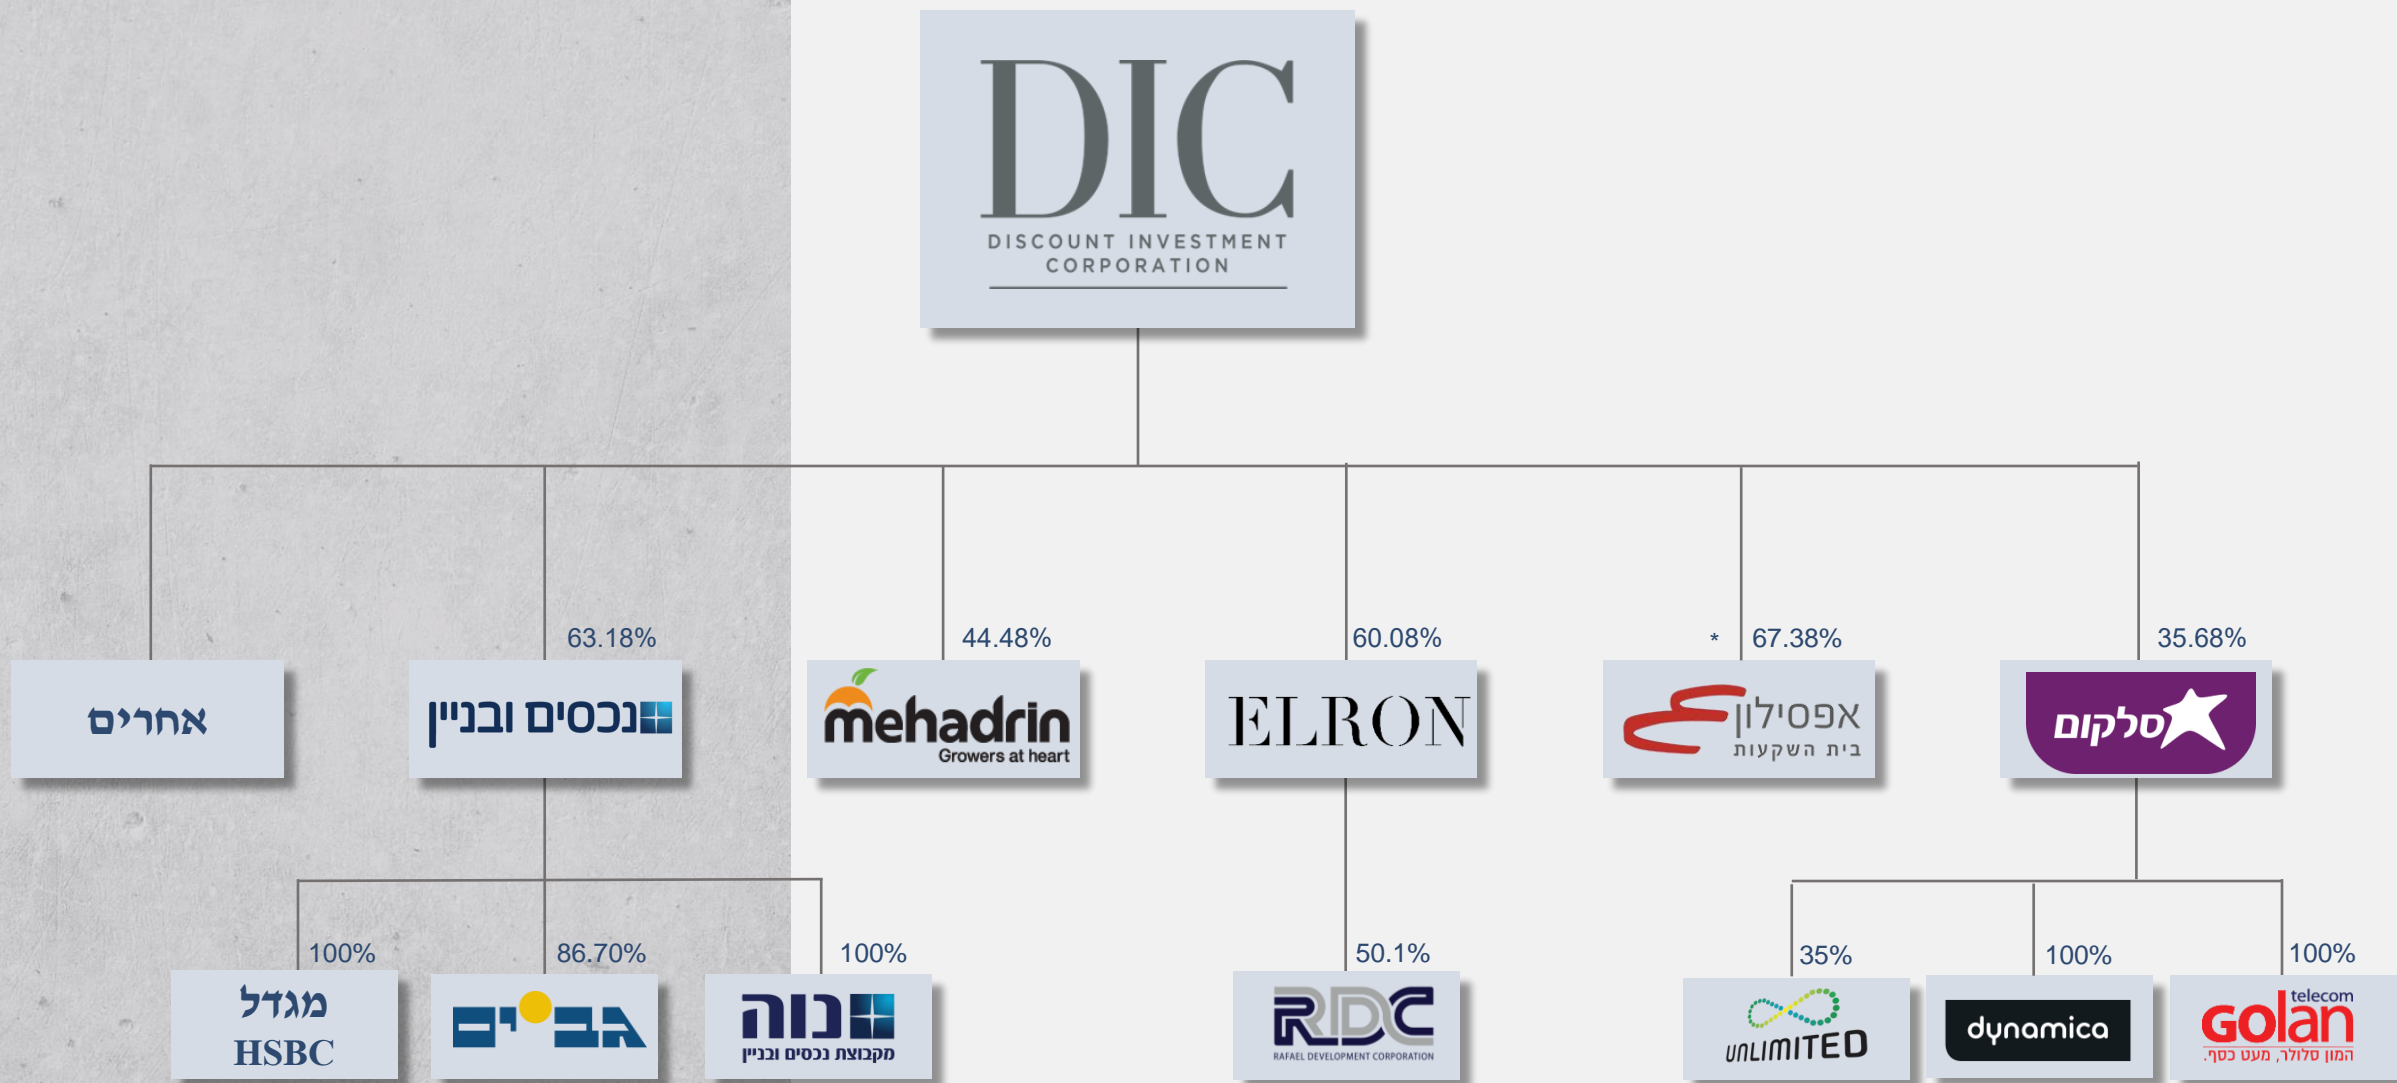 DIC
DISCOUNT INVESTMENT
CORPORATION
63.18%
44.48%
60.08%
* 67.38%
35.68%
אחרים
נכסים ובניין
mehadrin
Growers at heart
ELRON
אפסילון
בית השקעות
סלקום
100%
86.70%
100%
50.1%
35%
100%
100%
מגדל
HSBC
גב־ים
נווה
מקבוצת נכסים ובניין
RDC
RAFAEL DEVELOPMENT CORPORATION
UNLIMITED
dynamica
telecom
Golan
המון סלולר, מעט כסף.